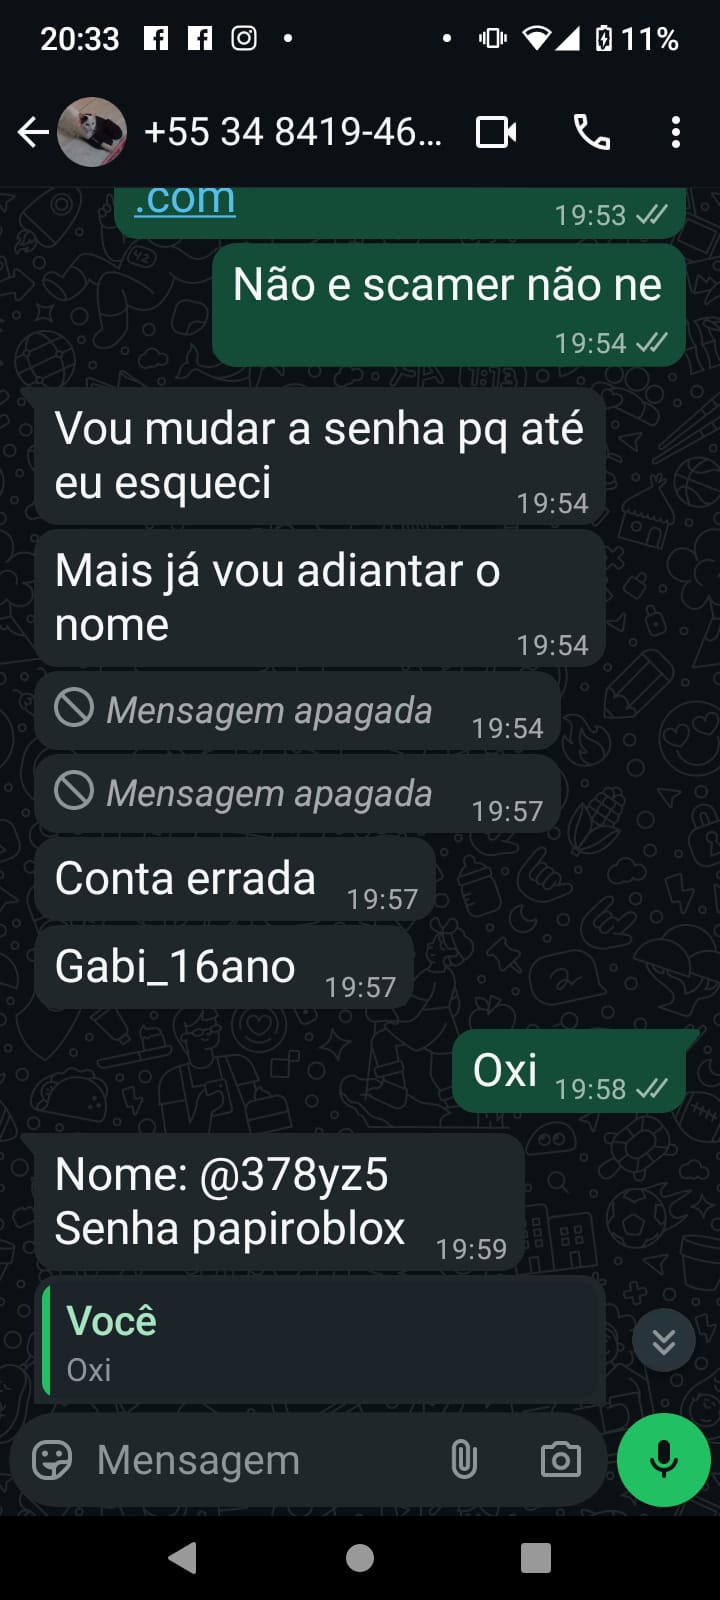 20:33
11%
+55 34 8419-46...
.com
19:53
Não e scamer não ne
19:54
Vou mudar a senha pq até
eu esqueci
19:54
Mais já vou adiantar o
nome
19:54
Mensagem apagada
19:54
Mensagem apagada
19:57
Conta errada
19:57
Gabi_16ano
19:57
Oxi
19:58
Nome: @378yz5
Senha papiroblox
19:59
Você
Oxi
Mensagem